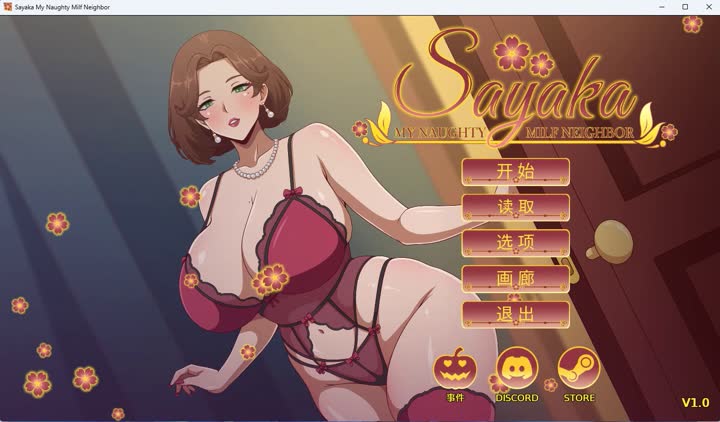 Sayaka My Naughty Milf Neighbor
Sayaka
MY NAUGHTY MILF NEIGHBOR
开始
读取
选项
画廊
退出
事件 DISCORD STORE
V1.0